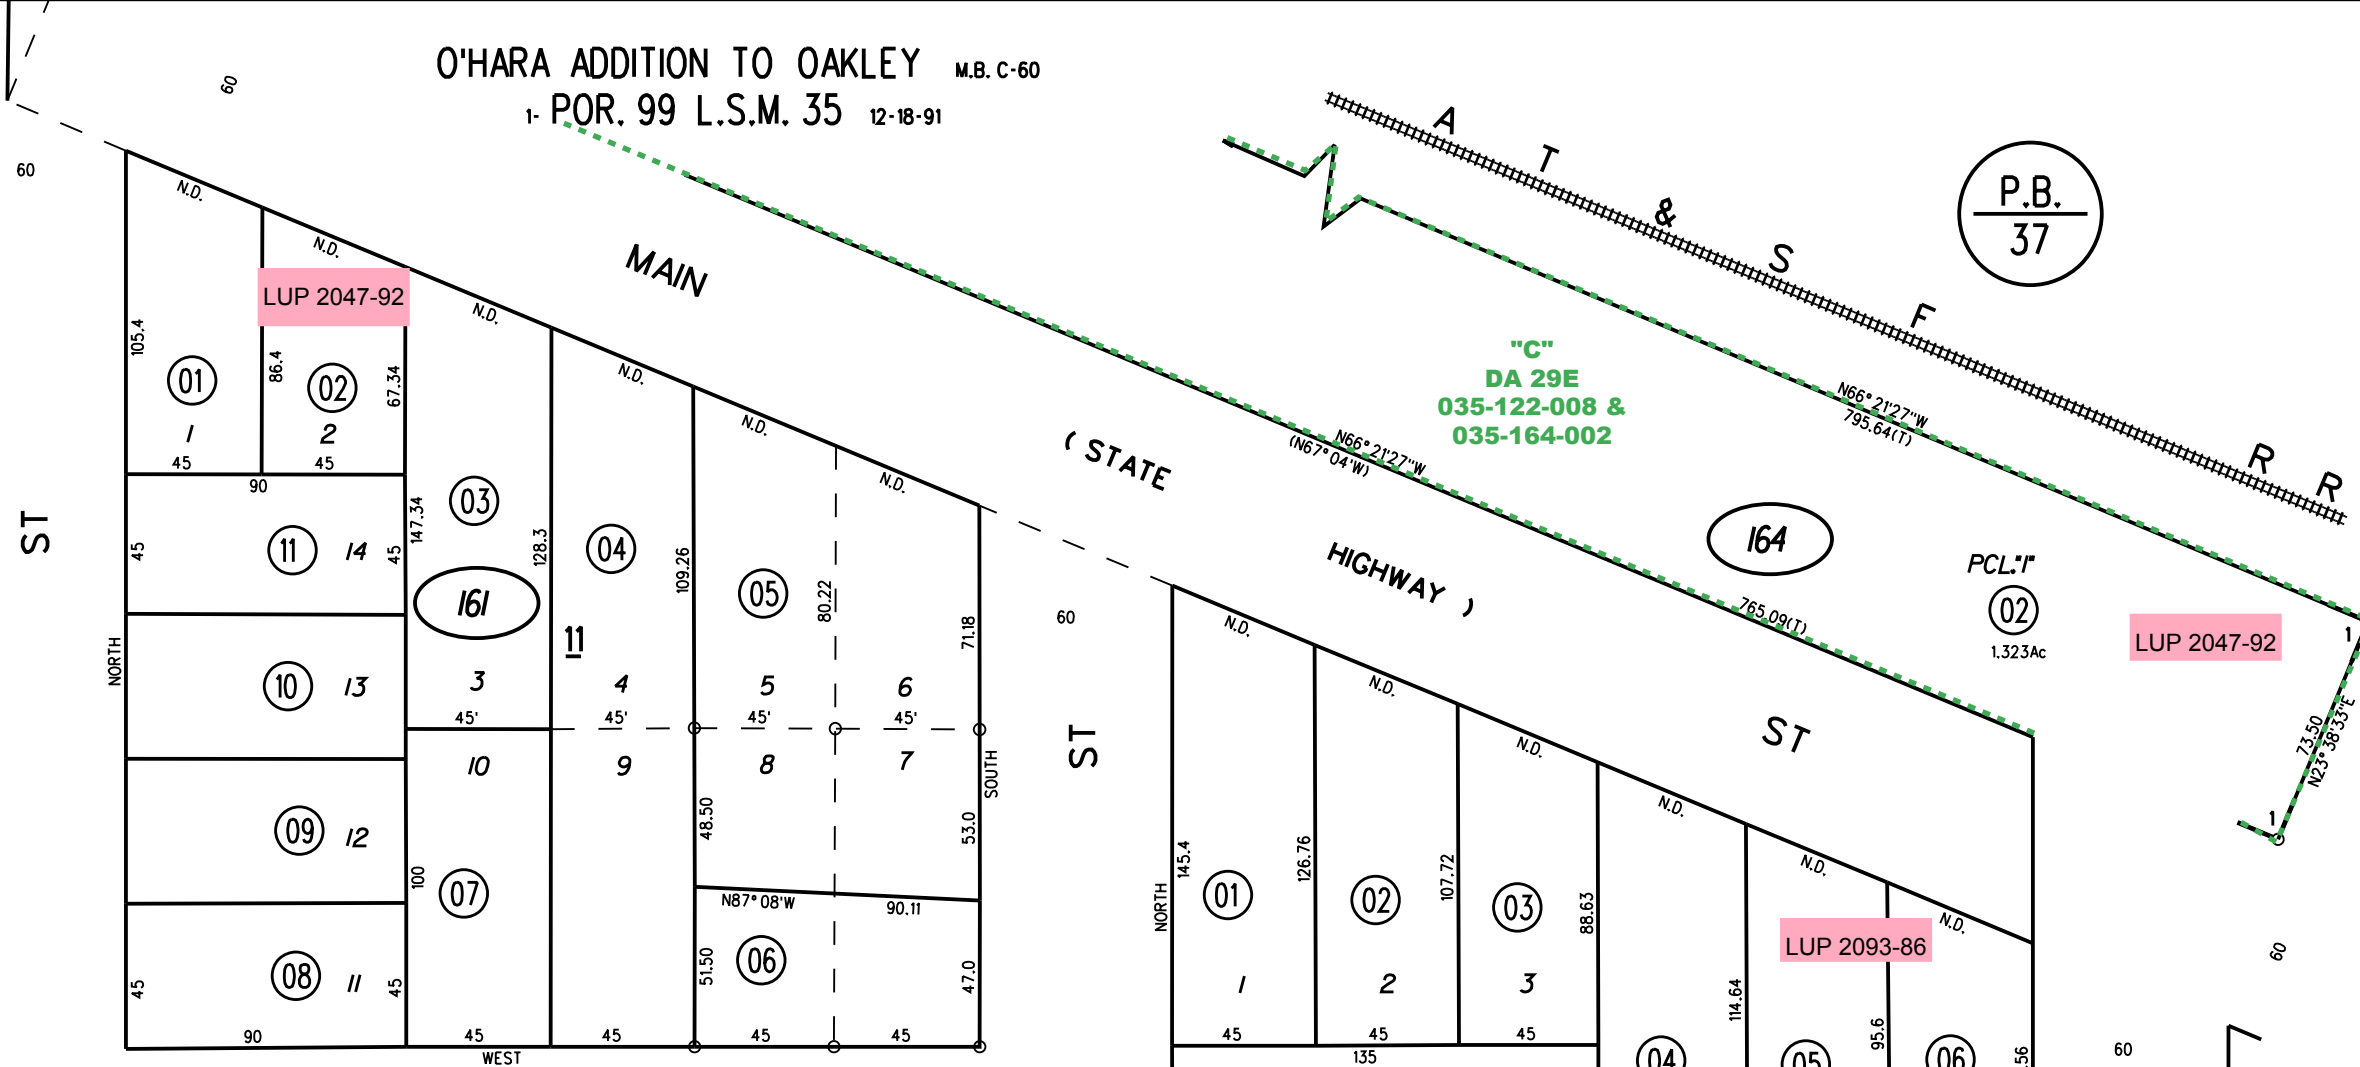 O'HARA ADDITION TO OAKLEY M.B. C-60
1- POR. 99 L.S.M. 35 12-18-91
60
60
A T & S F R R
P.B.
37
MAIN
( STATE
HIGHWAY )
ST
"C"
DA 29E
035-122-008 &
035-164-002
N66°21'27"W
795.64(T)
N66°21'27"W
(N67°04'W)
765.09(T)
164
PCL."1"
02
1.323Ac
LUP 2047-92
1
73.50
N23°38'33"E
1
60
60
ST
NORTH
N.D.
N.D.
N.D.
N.D.
N.D.
N.D.
LUP 2047-92
105.4
01
1
45
86.4
02
2
45
67.34
90
45
11
14
45
10
13
09
12
45
08
11
45
90
03
147.34
128.3
161
3
45'
10
100
07
45
WEST
11
04
109.26
4
45'
9
45
05
80.22
71.18
5
6
45'
45'
8
7
48.50
53.0
SOUTH
N87°08'W
90.11
51.50
06
47.0
45
45
60
ST
NORTH
N.D.
N.D.
N.D.
N.D.
N.D.
N.D.
145.4
01
1
45
126.76
02
2
45
107.72
03
3
45
88.63
135
LUP 2093-86
04
114.64
05
95.6
06
.56